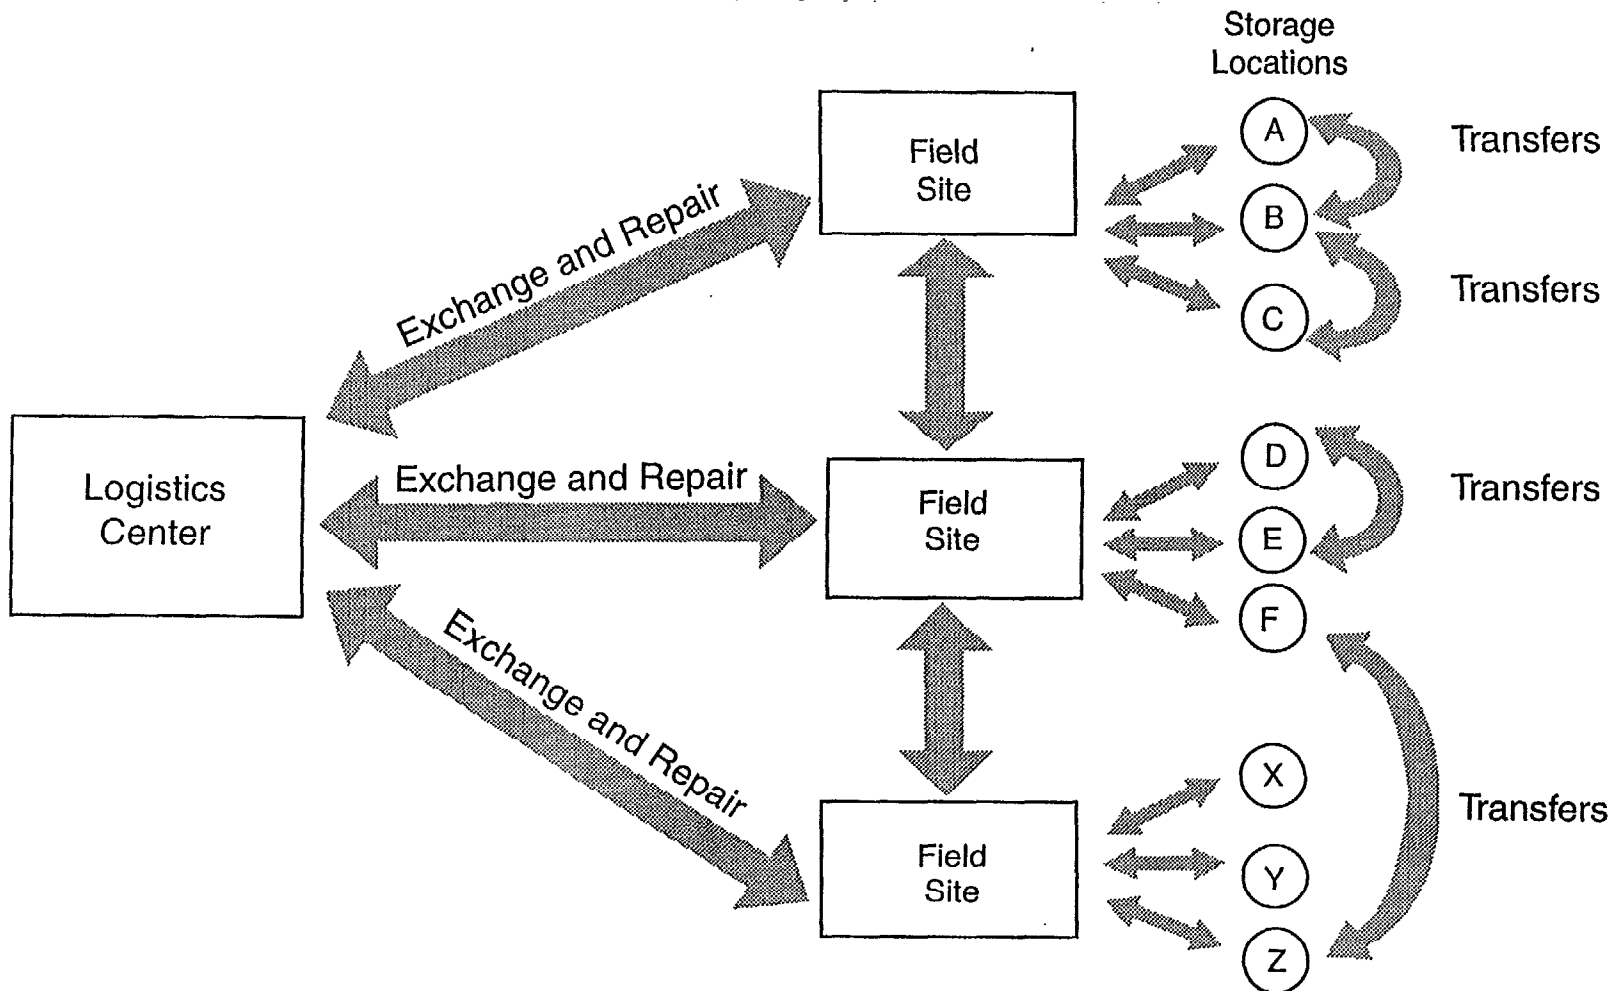 Storage
Locations
Field
Site
A
B
C
Transfers
Transfers
Exchange and Repair
Logistics
Center
Exchange and Repair
Field
Site
D
E
F
Transfers
Exchange and Repair
Field
Site
X
Y
Z
Transfers